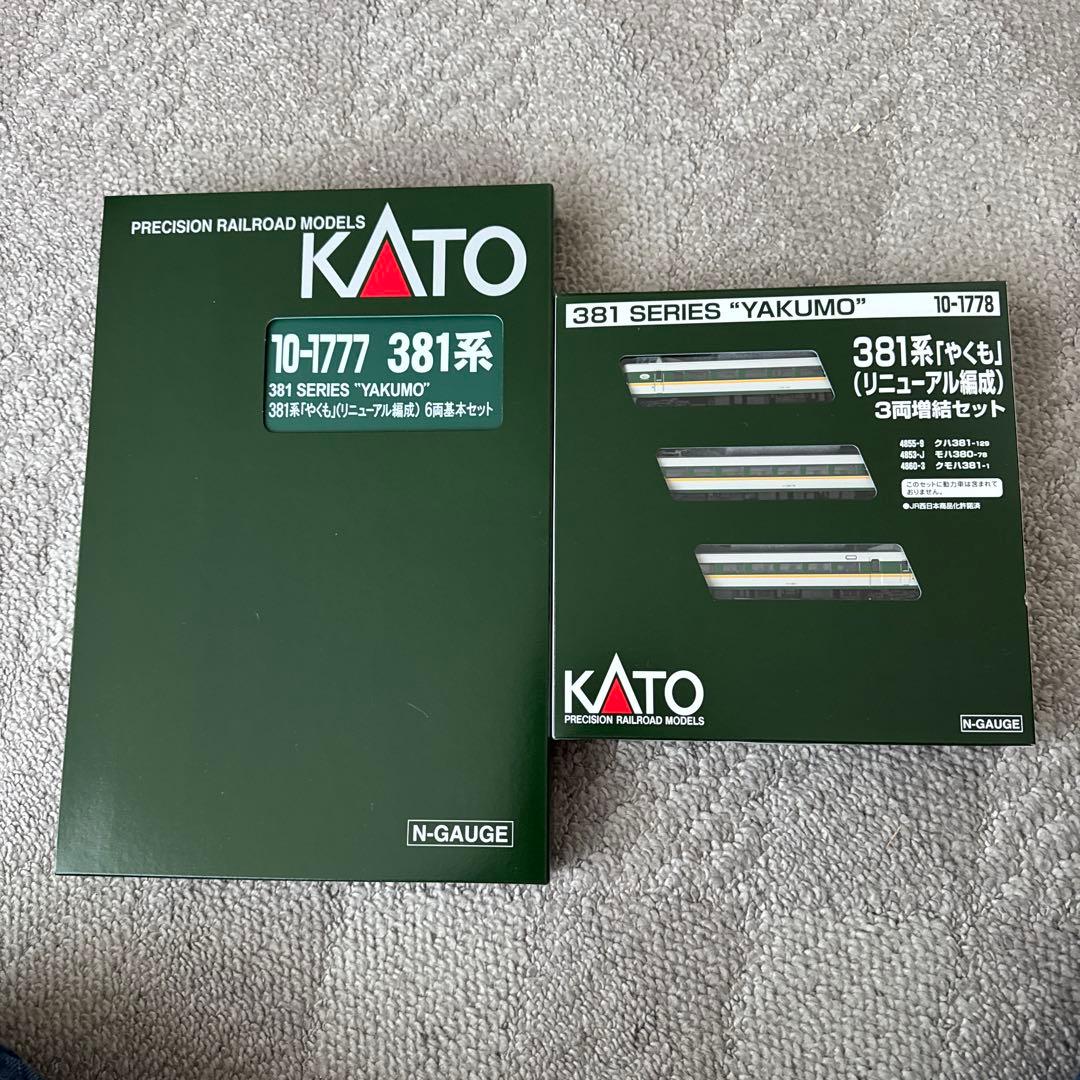 PRECISION RAILROAD MODELS
KATO
10-1777 381系
381 SERIES "YAKUMO"
381系「やくも」(リニューアル編成) 6両基本セット
N-GAUGE
381 SERIES "YAKUMO"
10-1778
381系「やくも」
(リニューアル編成)
3両増結セット
4855-9 クハ381-129
4853-J モハ380-78
4860-3 クモハ381-1
このセットに動力車は含まれて
おりません。
●JR西日本商品化許諾済
KATO
PRECISION RAILROAD MODELS
N-GAUGE